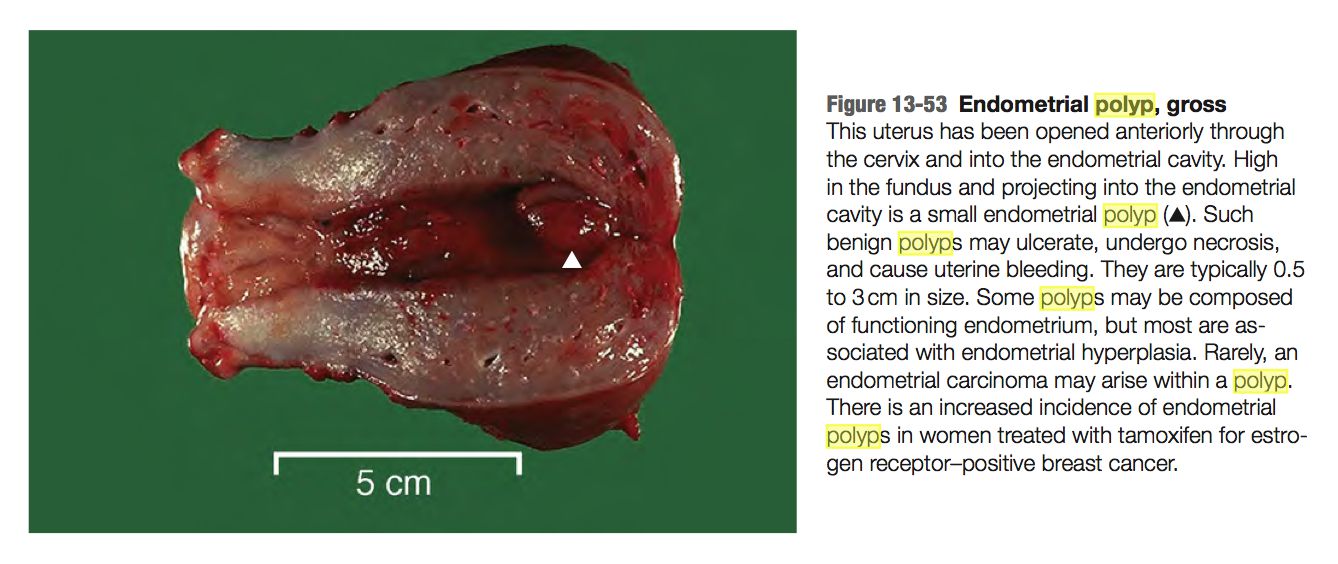 5 cm
Figure 13-53 Endometrial polyp, gross
This uterus has been opened anteriorly through
the cervix and into the endometrial cavity. High
in the fundus and projecting into the endometrial
cavity is a small endometrial polyp (▲). Such
benign polyps may ulcerate, undergo necrosis,
and cause uterine bleeding. They are typically 0.5
to 3 cm in size. Some polyps may be composed
of functioning endometrium, but most are as-
sociated with endometrial hyperplasia. Rarely, an
endometrial carcinoma may arise within a polyp.
There is an increased incidence of endometrial
polyps in women treated with tamoxifen for estro-
gen receptor–positive breast cancer.